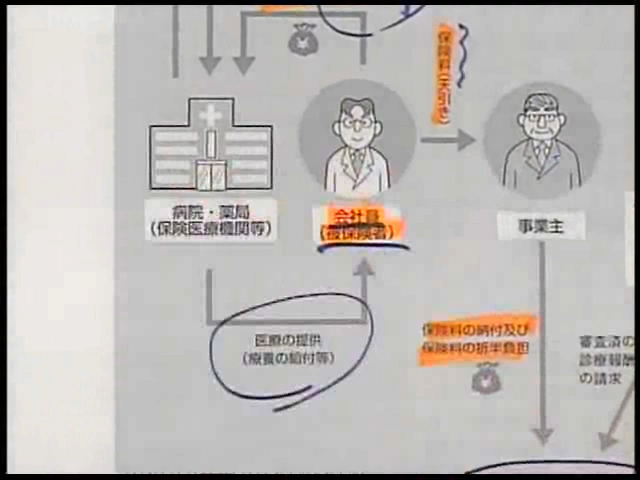 保険料(天引き)
病院・薬局
(保険医療機関等)
会社員
(被保険者)
事業主
医療の提供
(療養の給付等)
保険料の納付及び
保険料の折半負担
審査済の
診療報酬
の請求